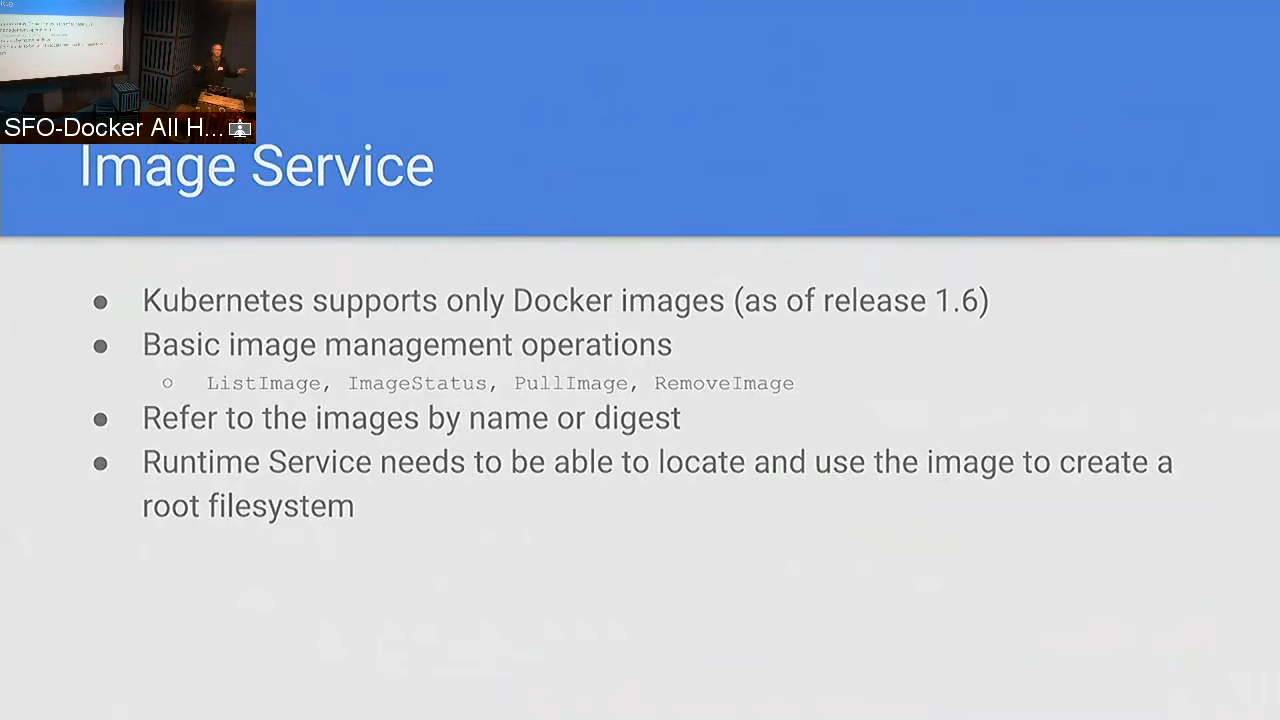 SFO-Docker All H...
Image Service
● Kubernetes supports only Docker images (as of release 1.6)
● Basic image management operations
○ ListImage, ImageStatus, PullImage, RemoveImage
● Refer to the images by name or digest
● Runtime Service needs to be able to locate and use the image to create a
root filesystem